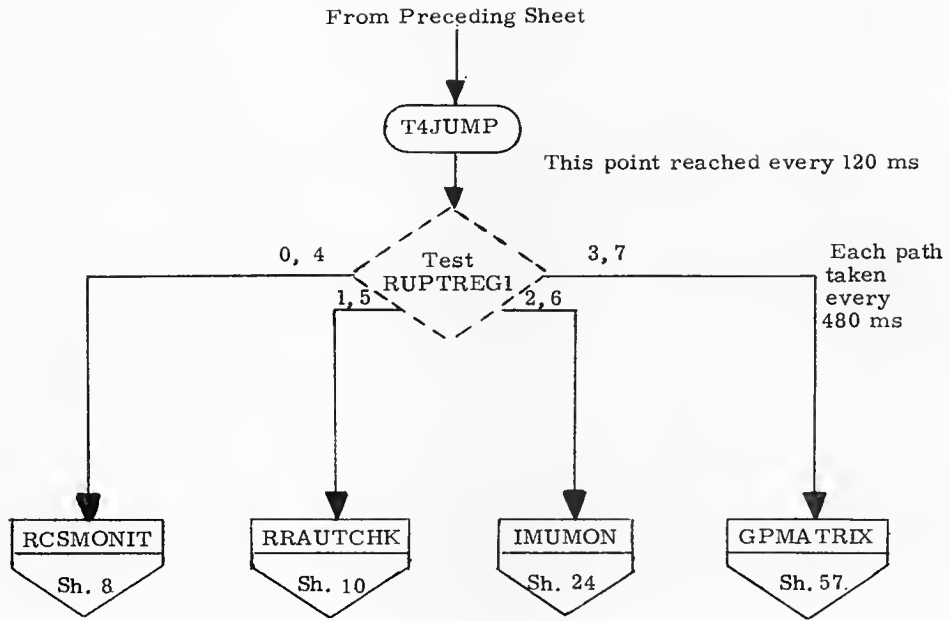 From Preceding Sheet
T4JUMP
This point reached every 120 ms
0, 4
Test
RUPTREG1
3,7
1,5
2,6
Each path
taken
every
480 ms
RCSMONIT
Sh. 8
RRAUTCHK
Sh. 10
IMUMON
Sh. 24
GPMATRIX
Sh. 57.